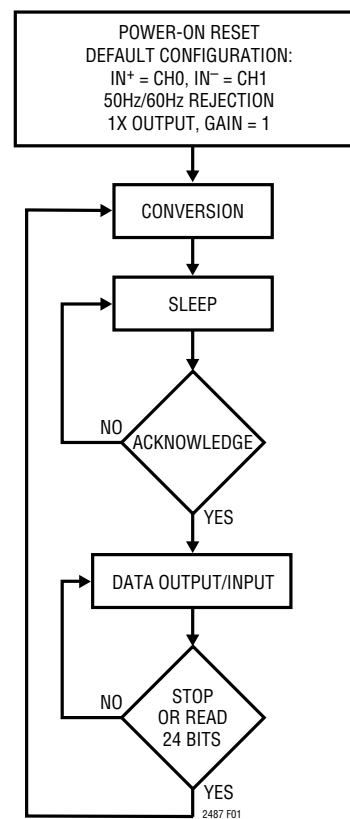 POWER-ON RESET
DEFAULT CONFIGURATION:
IN⁺ = CH0, IN⁻ = CH1
50Hz/60Hz REJECTION
1X OUTPUT, GAIN = 1
CONVERSION
SLEEP
NO
ACKNOWLEDGE
YES
DATA OUTPUT/INPUT
NO
STOP
OR READ
24 BITS
YES
2487 F01